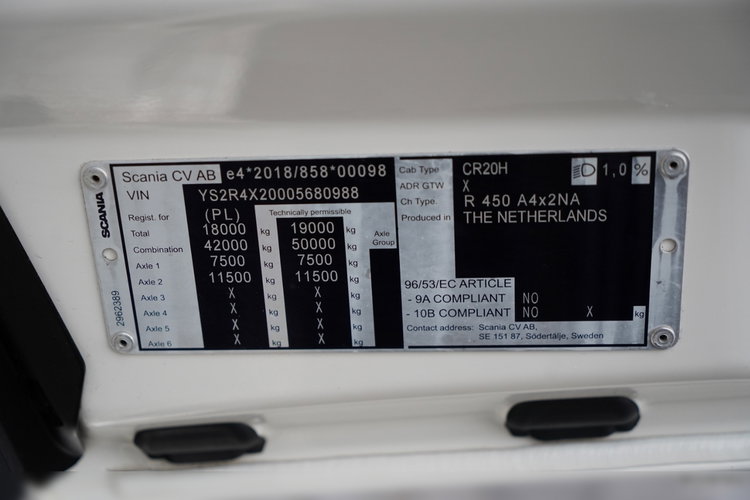 Scania CV AB e4*2018/858*00098
VIN YS2R4X20005680988
Regist. for (PL) Technically permissible
Total 18000 kg 19000 kg Axle Group
Combination 42000 kg 50000 kg
Axle 1 7500 kg 7500 kg
Axle 2 11500 kg 11500 kg
Axle 3 X kg X kg
Axle 4 X kg X kg
Axle 5 X kg X kg
Axle 6 X kg X kg
SCANIA
2962389
Cab Type CR20H 1,0 %
ADR GTW X
Ch Type. R 450 A4x2NA
Produced in THE NETHERLANDS
96/53/EC ARTICLE
- 9A COMPLIANT NO
- 10B COMPLIANT NO X kg
Contact address: Scania CV AB,
SE 151 87, Södertälje, Sweden